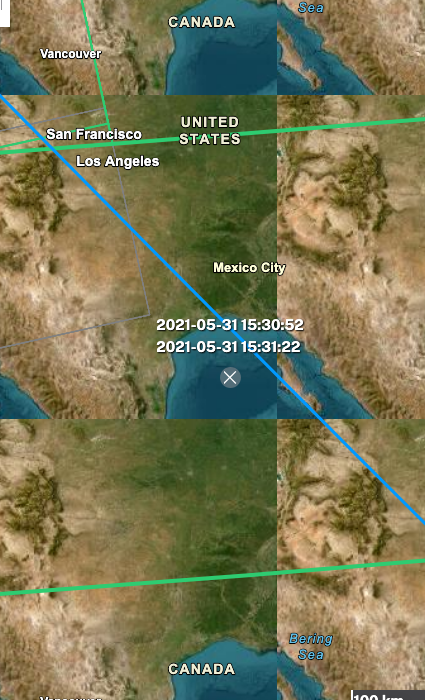 Sea
CANADA
Vancouver
UNITED
STATES
San Francisco
Los Angeles
Mexico City
2021-05-31 15:30:52
2021-05-31 15:31:22
Bering
Sea
CANADA
Vancouver
100 km